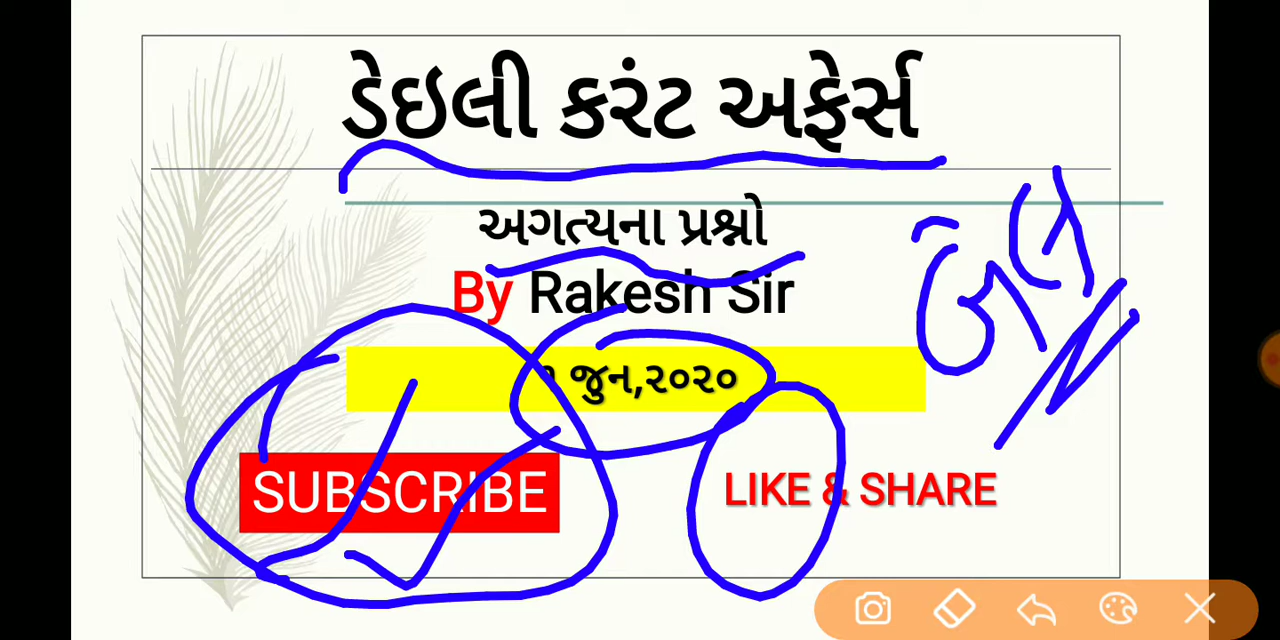 ડેઇલી કરંટ અફેર્સ
અગત્યના પ્રશ્નો
By Rakesh Sir
જુન,૨૦૨૦
SUBSCRIBE
LIKE & SHARE